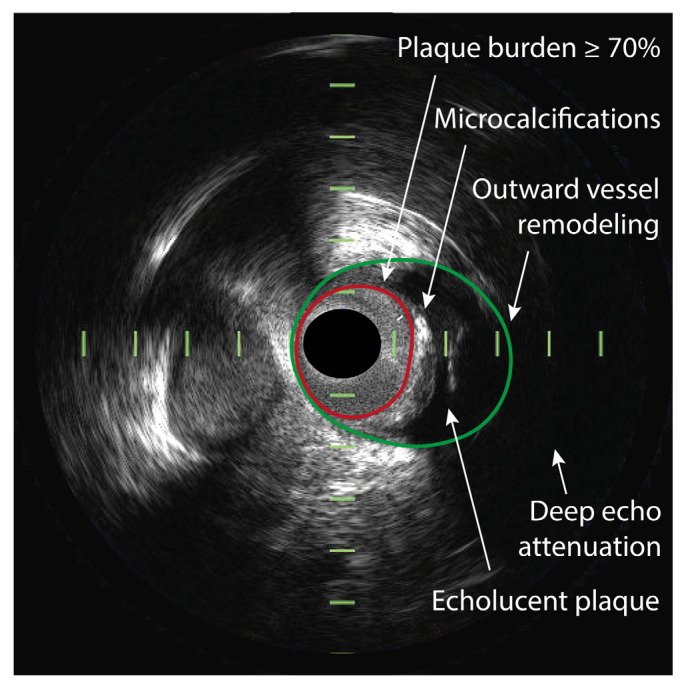 Plaque burden ≥ 70%
Microcalcifications
Outward vessel
remodeling
Deep echo
attenuation
Echolucent plaque